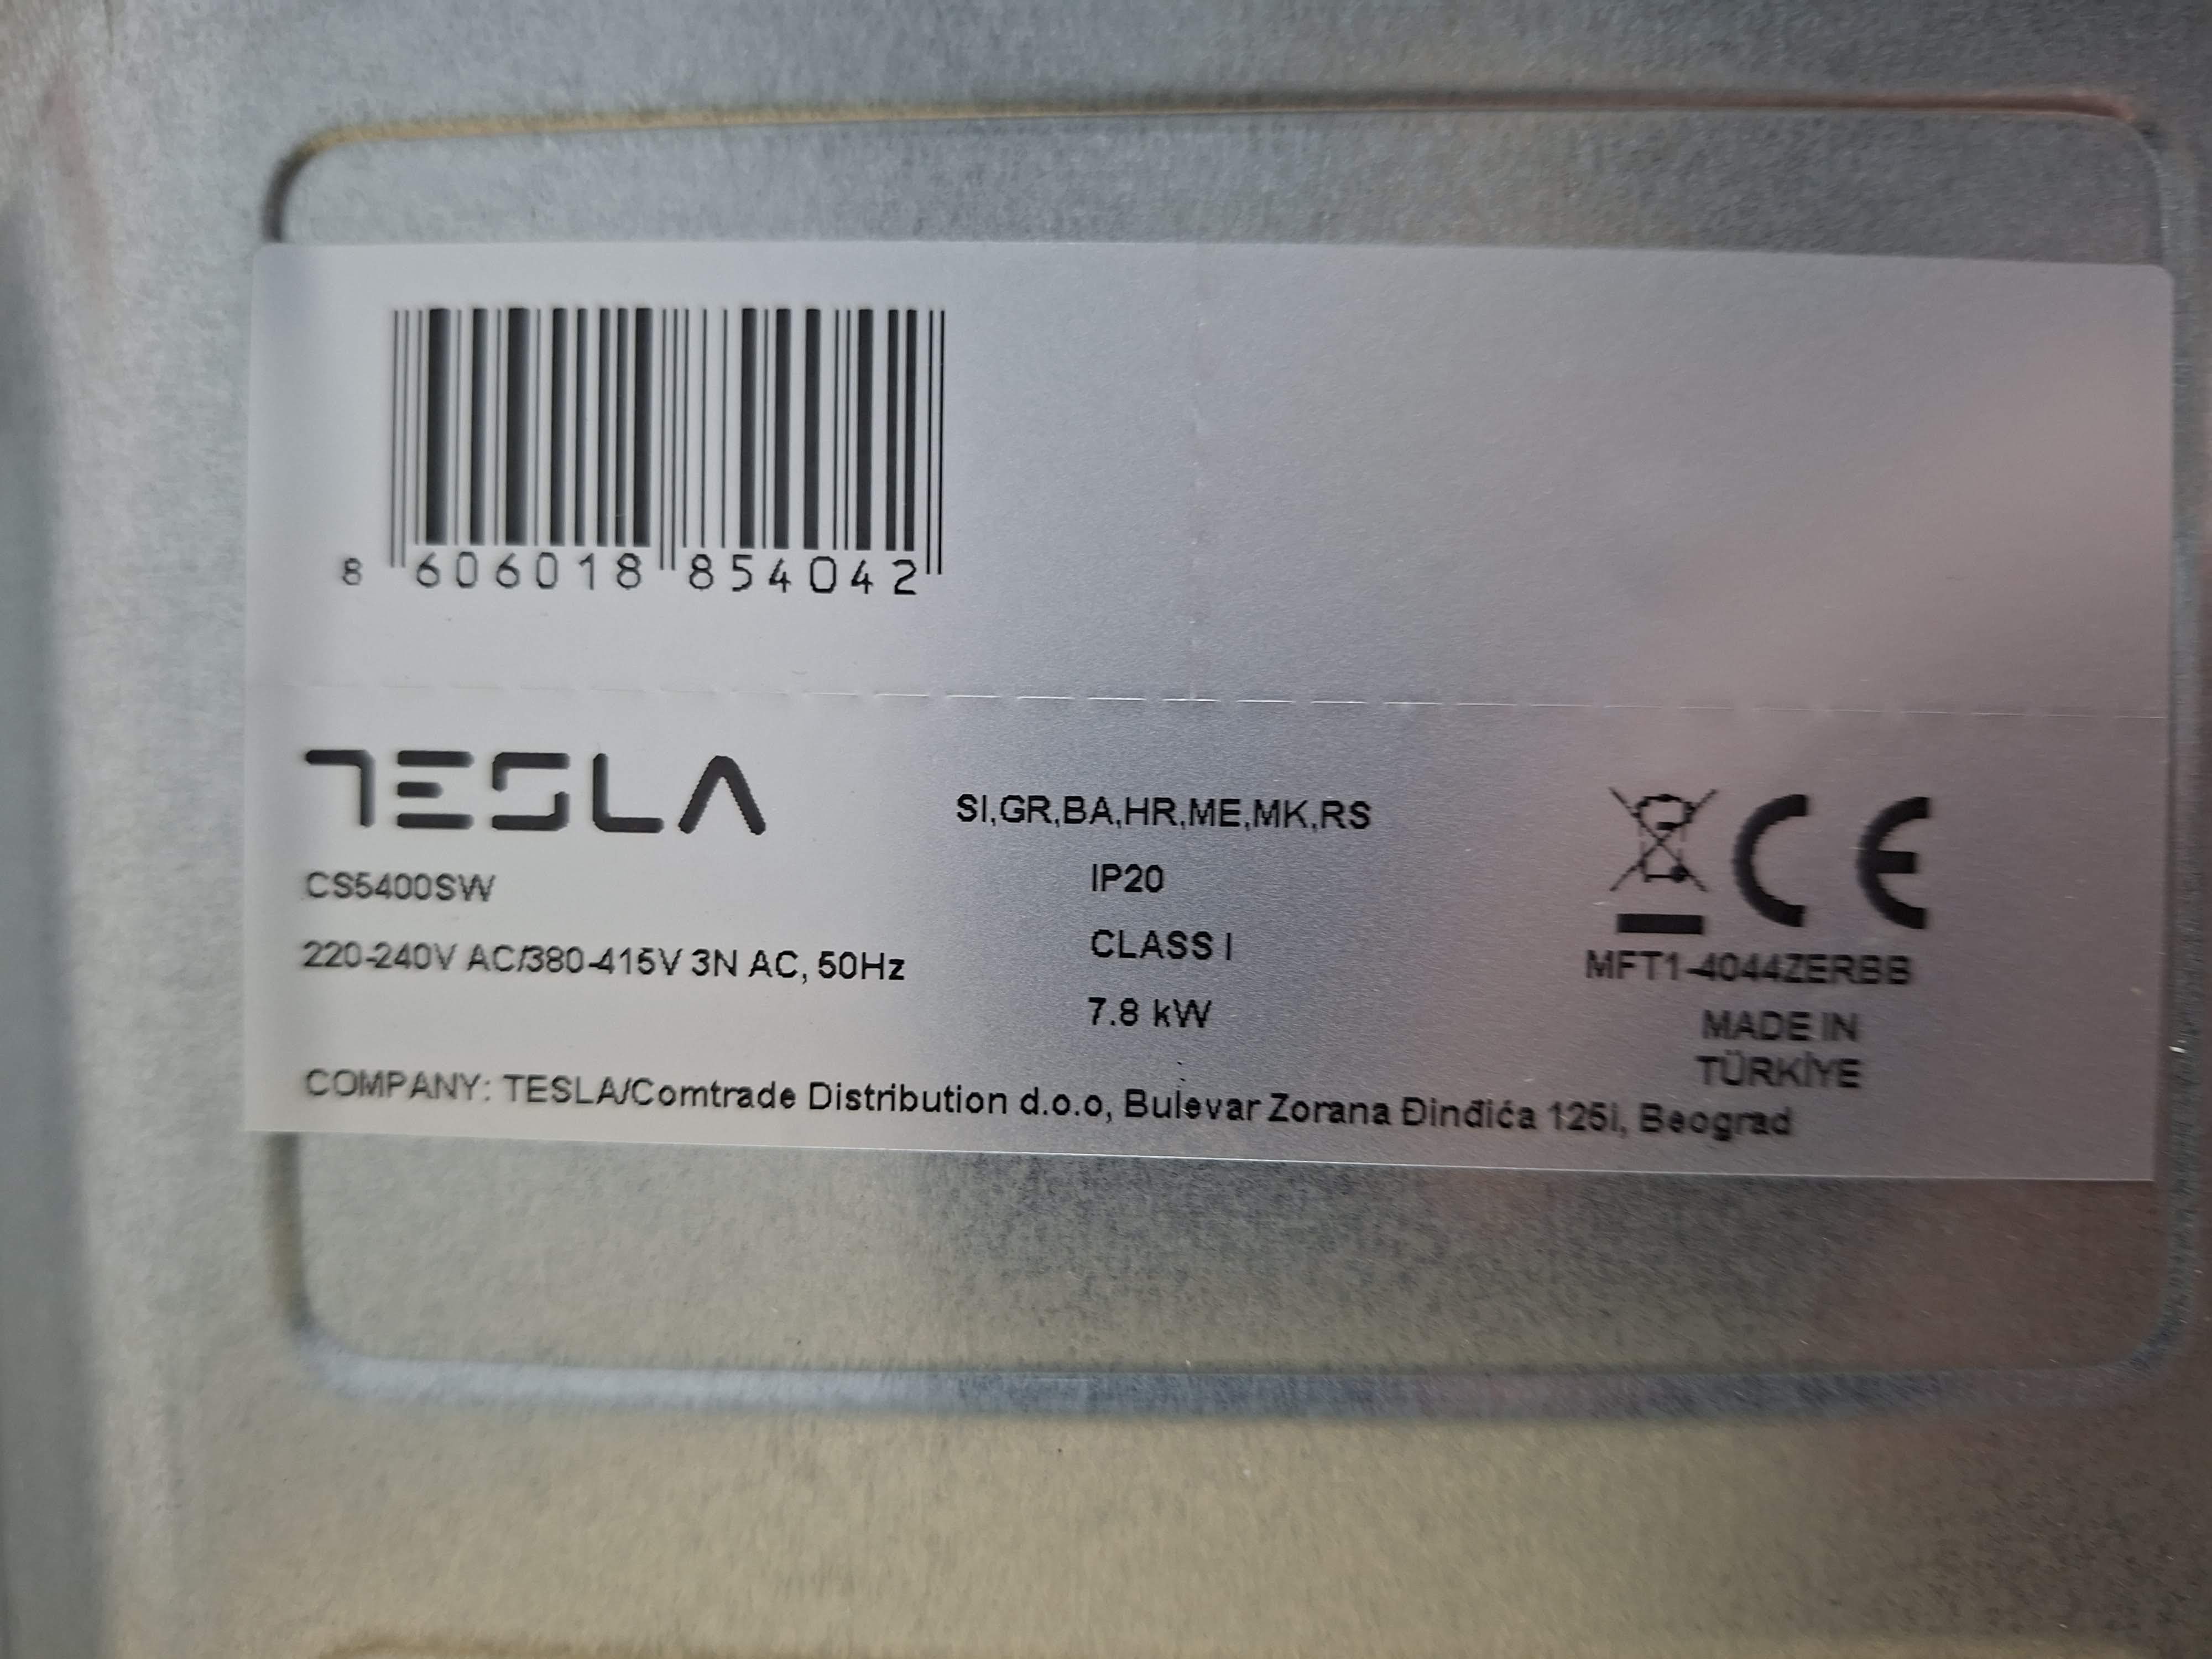 8 606018 854042
TESLA
CS5400SW
220-240V AC/380-415V 3N AC, 50Hz
SI,GR,BA,HR,ME,MK,RS
IP20
CLASS I
7.8 kW
CE
MFT1-4044ZERBB
MADE IN
TÜRKİYE
COMPANY: TESLA/Comtrade Distribution d.o.o, Bulevar Zorana Đinđića 125i, Beograd